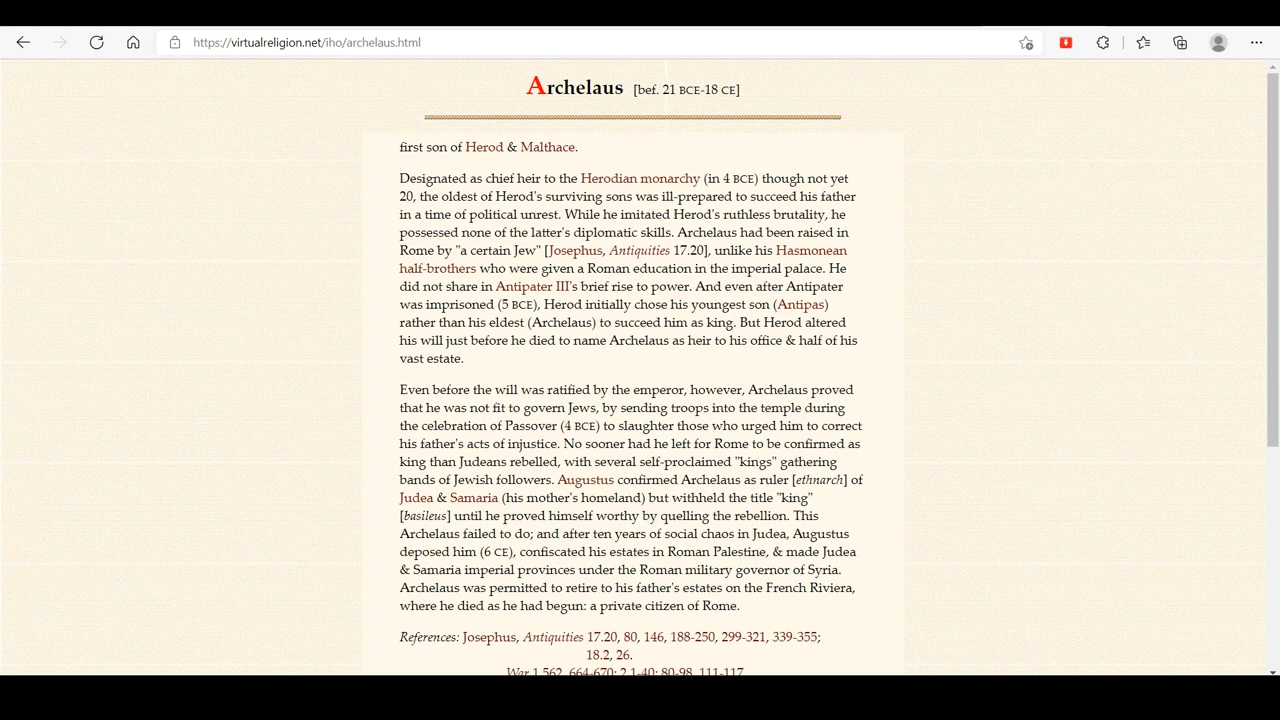 https://virtualreligion.net/iho/archelaus.html
Archelaus [bef. 21 BCE-18 CE]
first son of Herod & Malthace.
Designated as chief heir to the Herodian monarchy (in 4 BCE) though not yet
20, the oldest of Herod's surviving sons was ill-prepared to succeed his father
in a time of political unrest. While he imitated Herod's ruthless brutality, he
possessed none of the latter's diplomatic skills. Archelaus had been raised in
Rome by "a certain Jew" [Josephus, Antiquities 17.20], unlike his Hasmonean
half-brothers who were given a Roman education in the imperial palace. He
did not share in Antipater III's brief rise to power. And even after Antipater
was imprisoned (5 BCE), Herod initially chose his youngest son (Antipas)
rather than his eldest (Archelaus) to succeed him as king. But Herod altered
his will just before he died to name Archelaus as heir to his office & half of his
vast estate.
Even before the will was ratified by the emperor, however, Archelaus proved
that he was not fit to govern Jews, by sending troops into the temple during
the celebration of Passover (4 BCE) to slaughter those who urged him to correct
his father's acts of injustice. No sooner had he left for Rome to be confirmed as
king than Judeans rebelled, with several self-proclaimed "kings" gathering
bands of Jewish followers. Augustus confirmed Archelaus as ruler [ethnarch] of
Judea & Samaria (his mother's homeland) but withheld the title "king"
[basileus] until he proved himself worthy by quelling the rebellion. This
Archelaus failed to do; and after ten years of social chaos in Judea, Augustus
deposed him (6 CE), confiscated his estates in Roman Palestine, & made Judea
& Samaria imperial provinces under the Roman military governor of Syria.
Archelaus was permitted to retire to his father's estates on the French Riviera,
where he died as he had begun: a private citizen of Rome.
References: Josephus, Antiquities 17.20, 80, 146, 188-250, 299-321, 339-355;
18.2, 26.
War 1.562, 664-670; 2.1-40; 80-98, 111-117